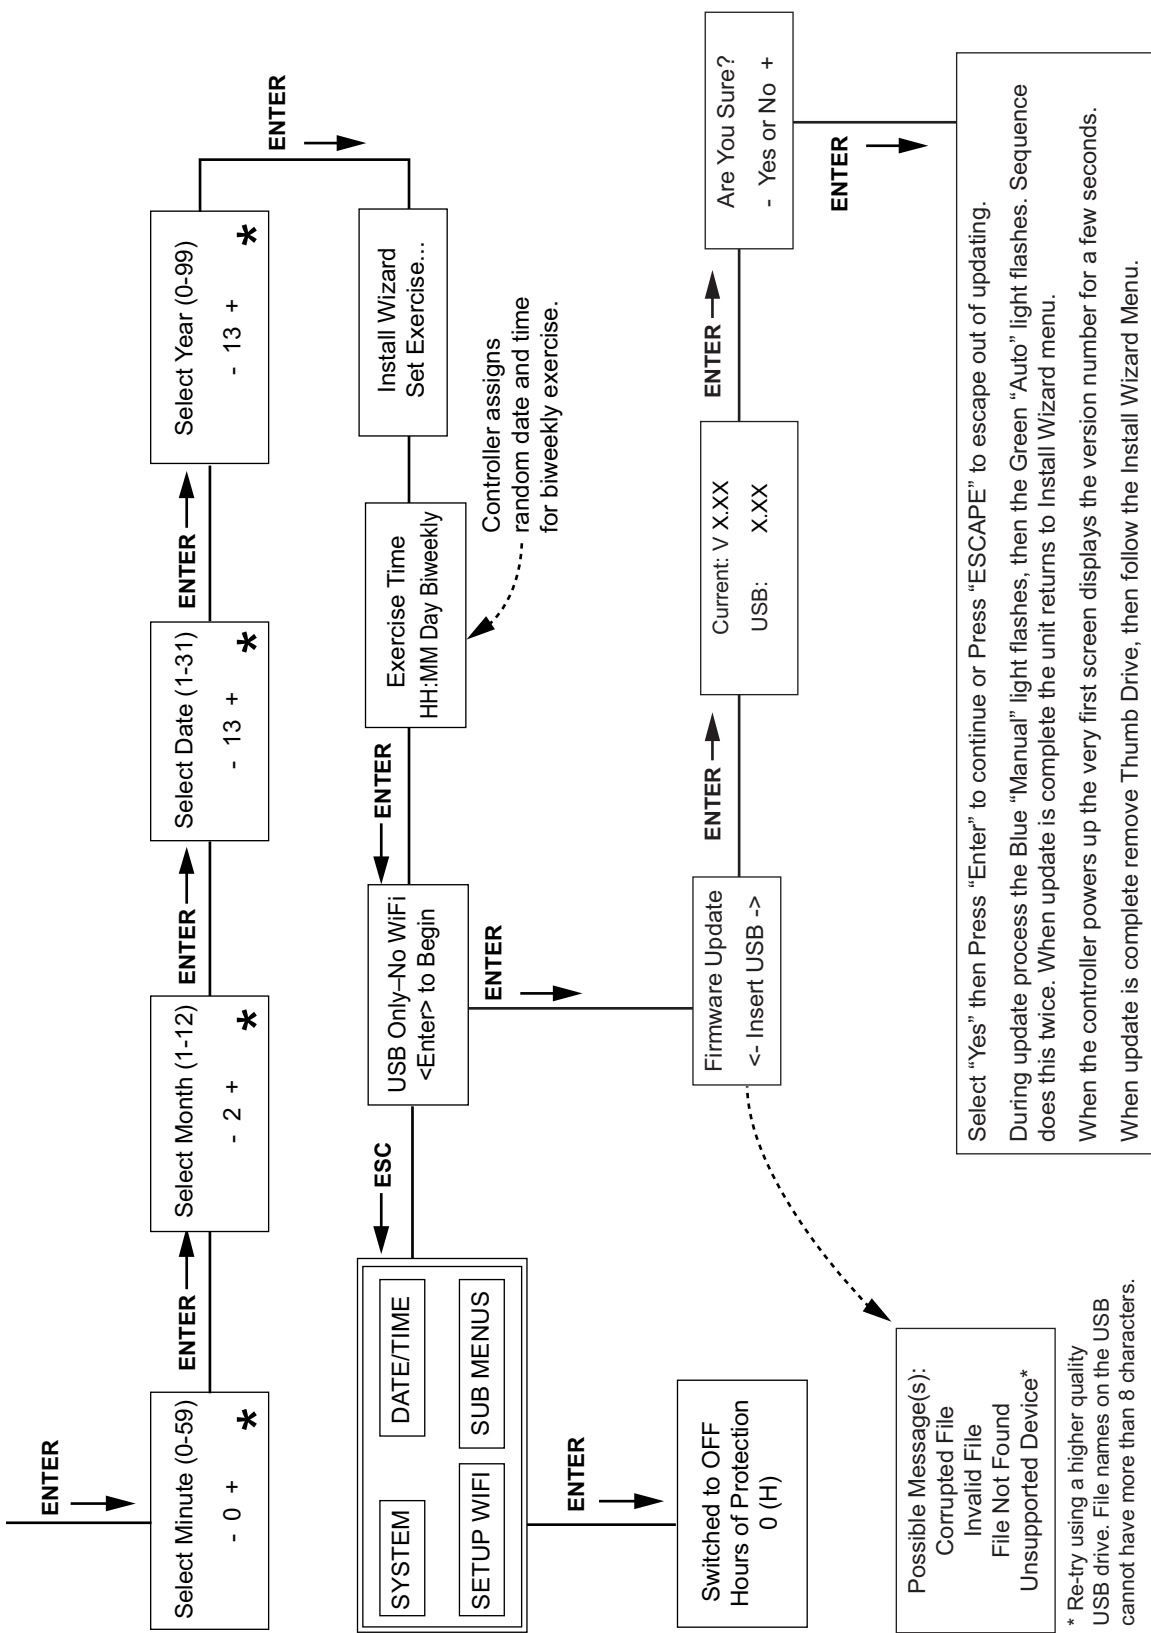 ENTER
Select Minute (0-59)
- 0 +
*
ENTER
Select Month (1-12)
- 2 +
*
ENTER
Select Date (1-31)
- 13 +
*
ENTER
Select Year (0-99)
- 13 +
*
ENTER
Install Wizard
Set Exercise...
Exercise Time
HH:MM Day Biweekly
Controller assigns
random date and time
for biweekly exercise.
ENTER
USB Only–No WiFi
<Enter> to Begin
ESC
SYSTEM
DATE/TIME
SETUP WIFI
SUB MENUS
ENTER
Switched to OFF
Hours of Protection
0 (H)
ENTER
Firmware Update
<- Insert USB ->
ENTER
Current: V X.XX
USB: X.XX
ENTER
Are You Sure?
- Yes or No +
ENTER
Possible Message(s):
Corrupted File
Invalid File
File Not Found
Unsupported Device*
* Re-try using a higher quality
USB drive. File names on the USB
cannot have more than 8 characters.
Select “Yes” then Press “Enter” to continue or Press “ESCAPE” to escape out of updating.
During update process the Blue “Manual” light flashes, then the Green “Auto” light flashes. Sequence
does this twice. When update is complete the unit returns to Install Wizard menu.
When the controller powers up the very first screen displays the version number for a few seconds.
When update is complete remove Thumb Drive, then follow the Install Wizard Menu.